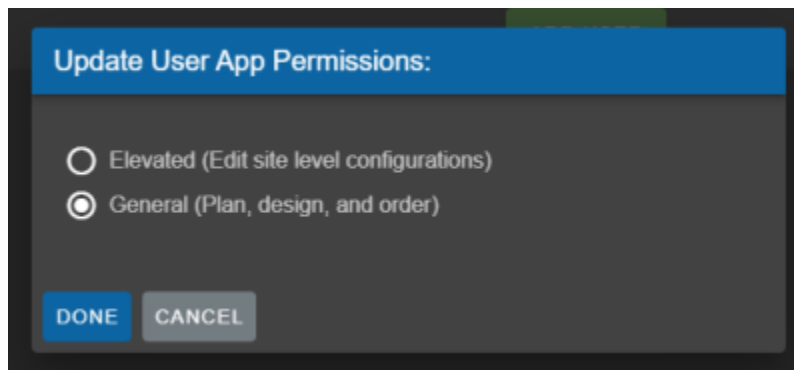 Update User App Permissions:
Elevated (Edit site level configurations)
General (Plan, design, and order)
DONE CANCEL